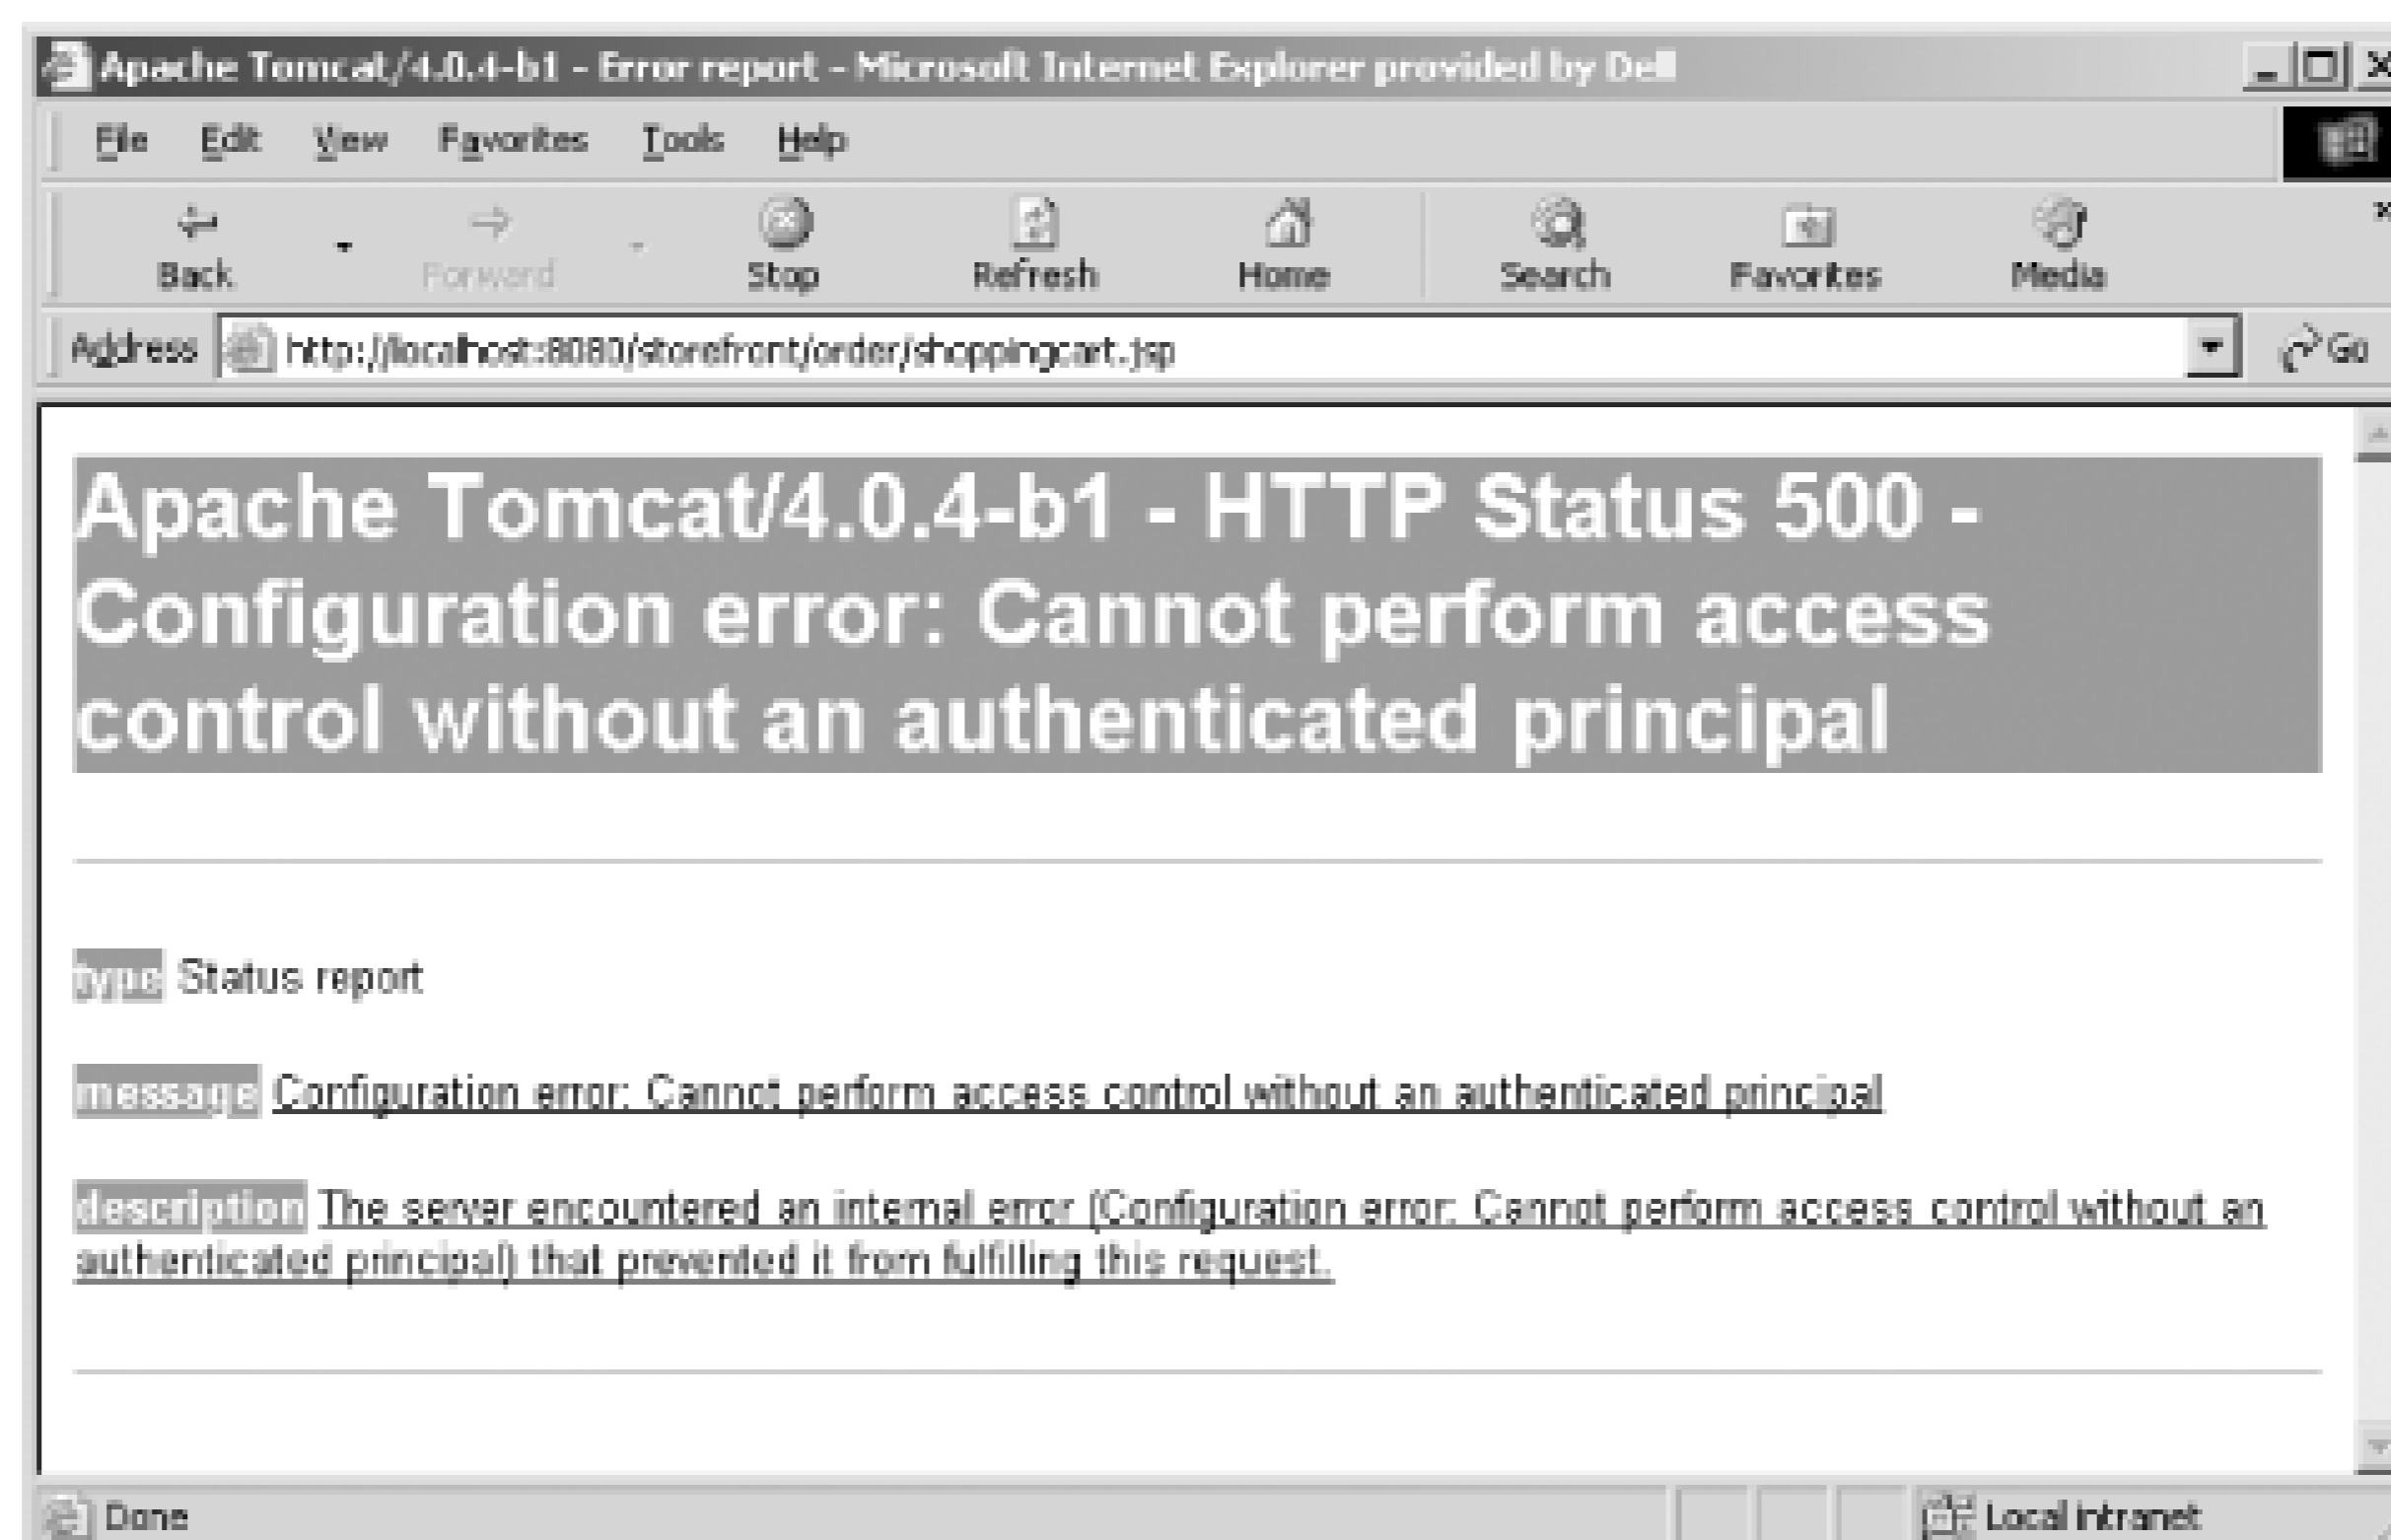 Apache Tomcat/4.0.4-b1 - Error report - Microsoft Internet Explorer provided by Dell
File Edit View Favorites Tools Help
Back Forward Stop Refresh Home Search Favorites Media
Address http://localhost:8080/storefront/order/shoppingcart.jsp Go
Apache Tomcat/4.0.4-b1 - HTTP Status 500 -
Configuration error: Cannot perform access
control without an authenticated principal
type Status report
message Configuration error: Cannot perform access control without an authenticated principal
description The server encountered an internal error (Configuration error: Cannot perform access control without an
authenticated principal) that prevented it from fulfilling this request.
Done Local intranet